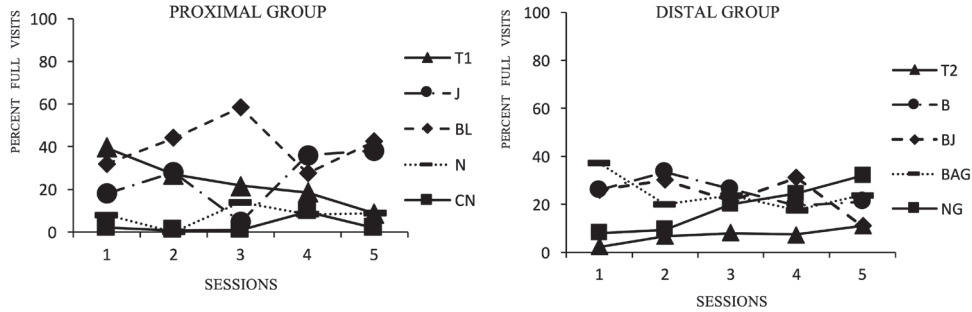 PROXIMAL GROUP
PERCENT FULL VISITS
100
80
60
40
20
0
1 2 3 4 5
SESSIONS
T1
J
BL
N
CN
DISTAL GROUP
PERCENT FULL VISITS
100
80
60
40
20
0
1 2 3 4 5
SESSIONS
T2
B
BJ
BAG
NG